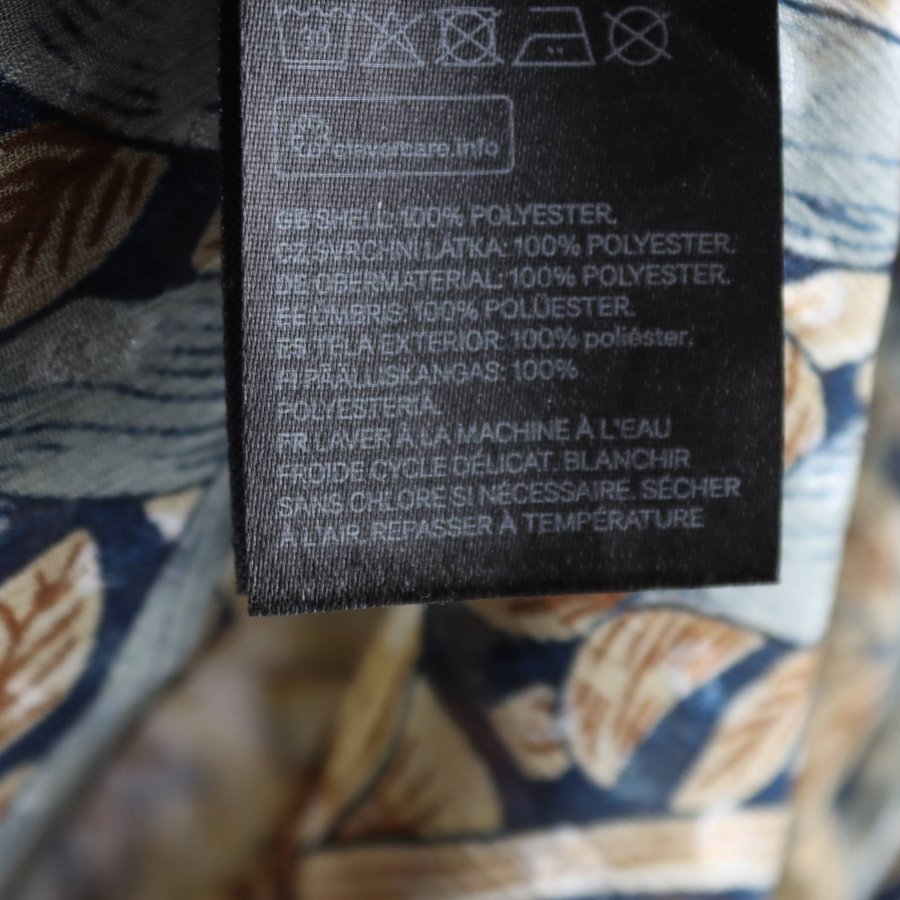 30
clevercare.info
GB SHELL: 100% POLYESTER.
CZ SVRCHNÍ LÁTKA: 100% POLYESTER.
DE OBERMATERIAL: 100% POLYESTER.
EE ÜMBRIS: 100% POLÜESTER.
ES TELA EXTERIOR: 100% poliéster.
FI PÄÄLLISKANGAS: 100%
POLYESTERIÄ.
FR LAVER À LA MACHINE À L'EAU
FROIDE CYCLE DÉLICAT. BLANCHIR
SANS CHLORE SI NÉCESSAIRE. SÉCHER
À L'AIR. REPASSER À TEMPÉRATURE